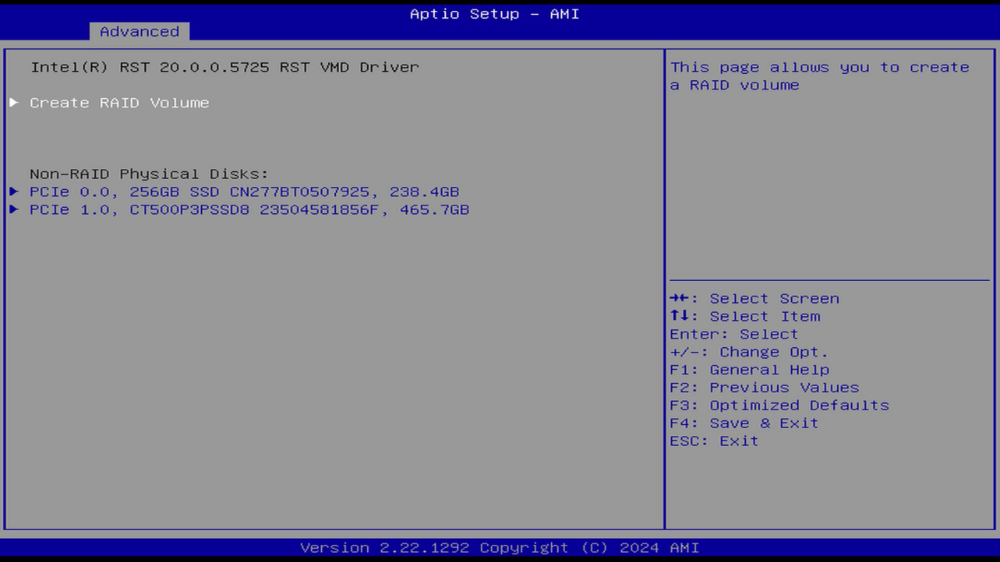 Aptio Setup – AMI
Advanced
Intel(R) RST 20.0.0.5725 RST VMD Driver
Create RAID Volume
Non–RAID Physical Disks:
PCIe 0.0, 256GB SSD CN277BT0507925, 238.4GB
PCIe 1.0, CT500P3PSSD8 23504581856F, 465.7GB
This page allows you to create
a RAID volume
→←: Select Screen
↑↓: Select Item
Enter: Select
+/–: Change Opt.
F1: General Help
F2: Previous Values
F3: Optimized Defaults
F4: Save & Exit
ESC: Exit
Version 2.22.1292 Copyright (C) 2024 AMI